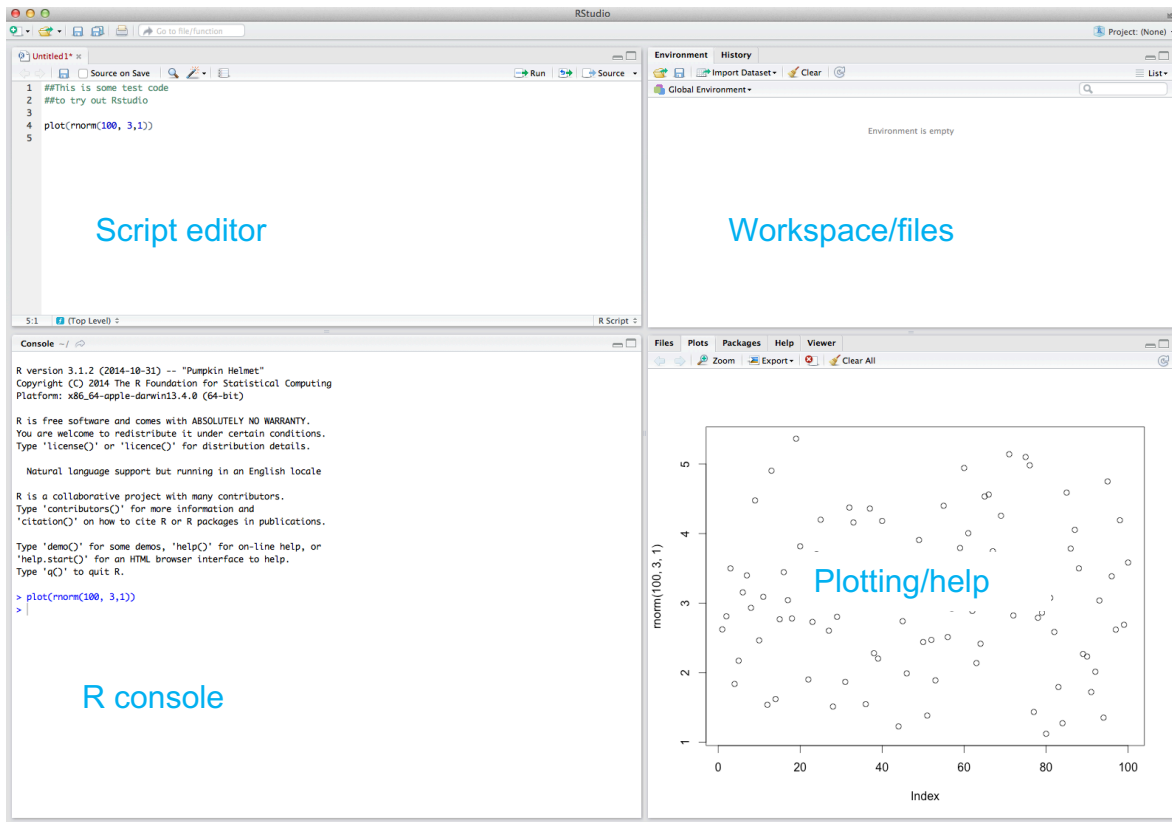 RStudio
Go to file/function
Project: (None)
Untitled1*
Source on Save
Run
Source
1 ##This is some test code
2 ##to try out Rstudio
3
4 plot(rnorm(100, 3,1))
5
Script editor
5:1 (Top Level) R Script
Environment History
Import Dataset Clear List
Global Environment
Environment is empty
Workspace/files
Console ~/
R version 3.1.2 (2014-10-31) -- "Pumpkin Helmet"
Copyright (C) 2014 The R Foundation for Statistical Computing
Platform: x86_64-apple-darwin13.4.0 (64-bit)
R is free software and comes with ABSOLUTELY NO WARRANTY.
You are welcome to redistribute it under certain conditions.
Type 'license()' or 'licence()' for distribution details.
Natural language support but running in an English locale
R is a collaborative project with many contributors.
Type 'contributors()' for more information and
'citation()' on how to cite R or R packages in publications.
Type 'demo()' for some demos, 'help()' for on-line help, or
'help.start()' for an HTML browser interface to help.
Type 'q()' to quit R.
> plot(rnorm(100, 3,1))
>
R console
Files Plots Packages Help Viewer
Zoom Export Clear All
rnorm(100, 3, 1)
5
4
3
2
1
Plotting/help
0 20 40 60 80 100
Index